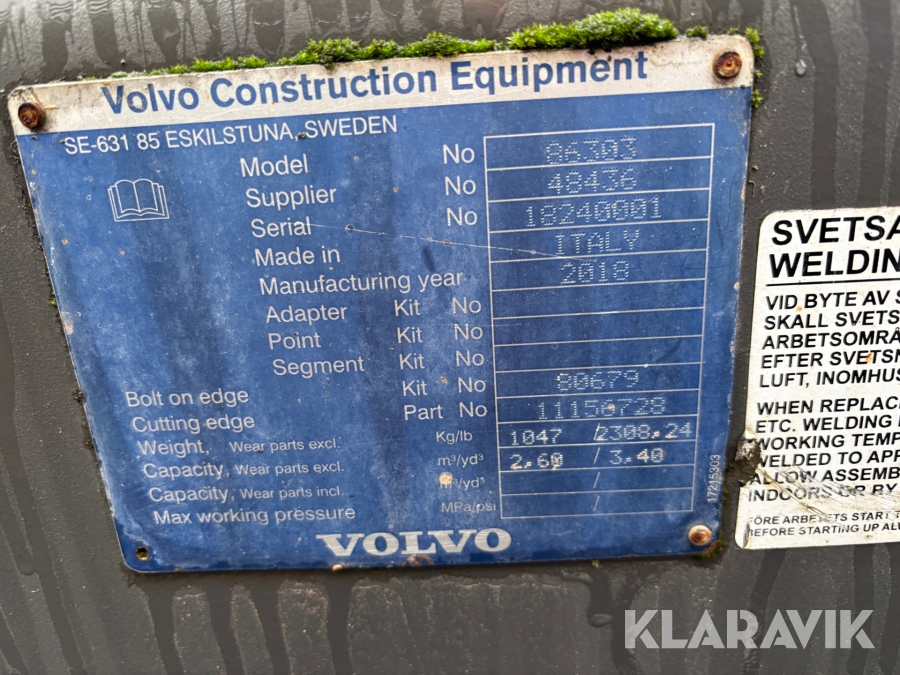 Volvo Construction Equipment
SE-631 85 ESKILSTUNA, SWEDEN
Model No 86303
Supplier No 48436
Serial No 18240001
Made in ITALY
Manufacturing year 2018
Adapter Kit No
Point Kit No
Segment Kit No
Bolt on edge Kit No 80679
Cutting edge Part No 11156728
Weight, Wear parts excl. Kg/lb 1047 /2308.24
Capacity, Wear parts excl. m³/yd³ 2.60 /3.40
Capacity, Wear parts incl. m³/yd³ /
Max working pressure MPa/psi /
VOLVO
17215303
SVETSA
WELDIN
VID BYTE AV S
SKALL SVETS
ARBETSOMRÅ
EFTER SVETSN
LUFT, INOMHUS
WHEN REPLAC
ETC. WELDING
WORKING TEMP
WELDED TO APP
ALLOW ASSEMB
INDOORS OR BY
FÖRE ARBETETS START T
BEFORE STARTING UP ALW
KLARAVIK